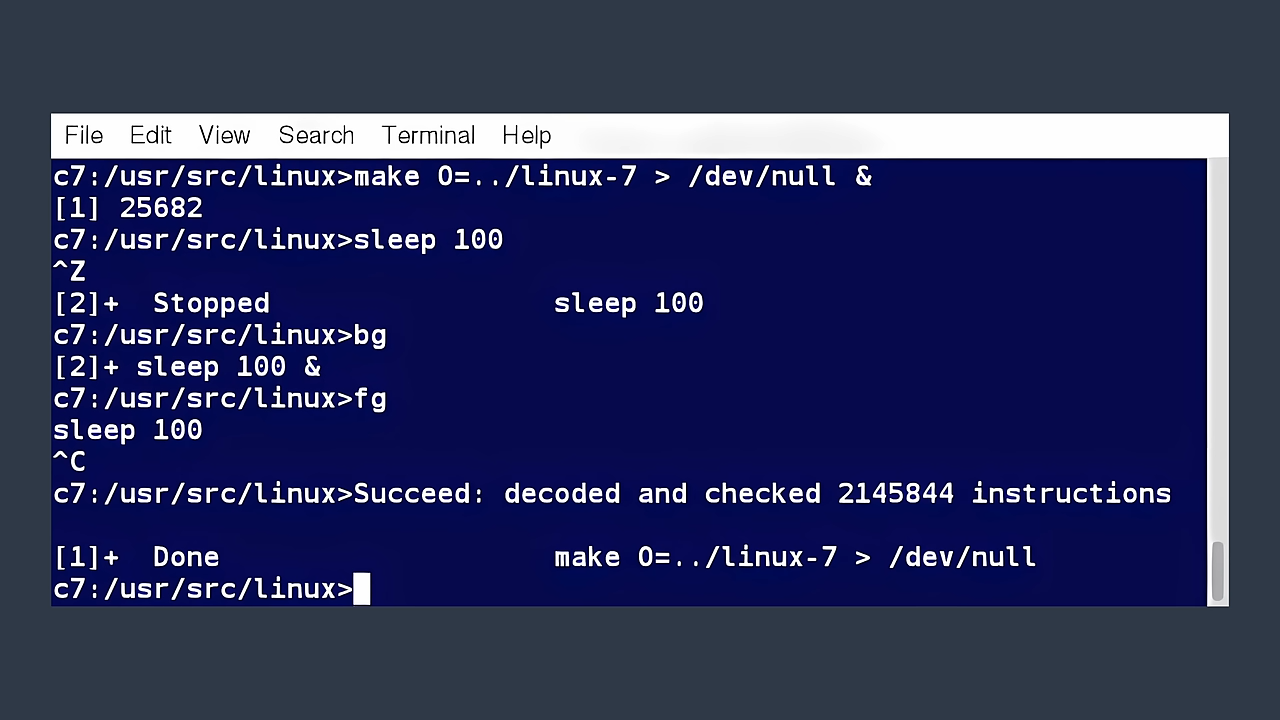 File Edit View Search Terminal Help
c7:/usr/src/linux>make O=../linux-7 > /dev/null &
[1] 25682
c7:/usr/src/linux>sleep 100
^Z
[2]+  Stopped                 sleep 100
c7:/usr/src/linux>bg
[2]+ sleep 100 &
c7:/usr/src/linux>fg
sleep 100
^C
c7:/usr/src/linux>Succeed: decoded and checked 2145844 instructions
[1]+  Done                    make O=../linux-7 > /dev/null
c7:/usr/src/linux>